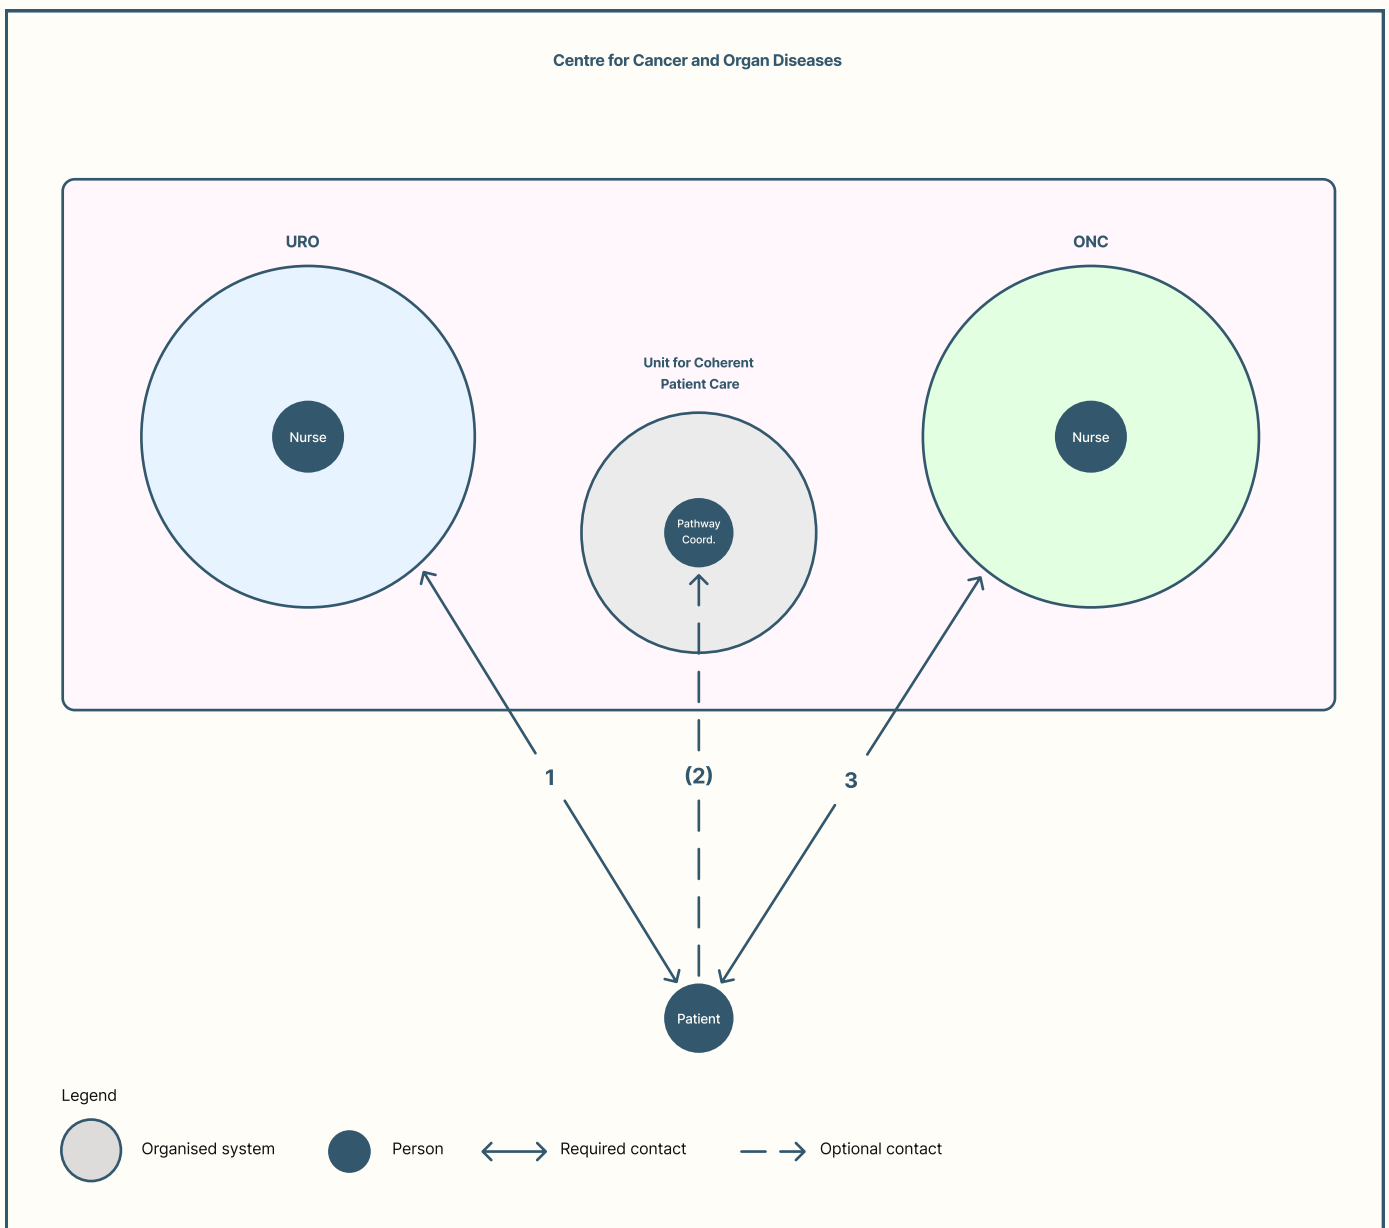 Centre for Cancer and Organ Diseases
URO
ONC
Unit for Coherent
Patient Care
Nurse
Nurse
Pathway
Coord.
1
(2)
3
Patient
Legend
Organised system
Person
Required contact
Optional contact